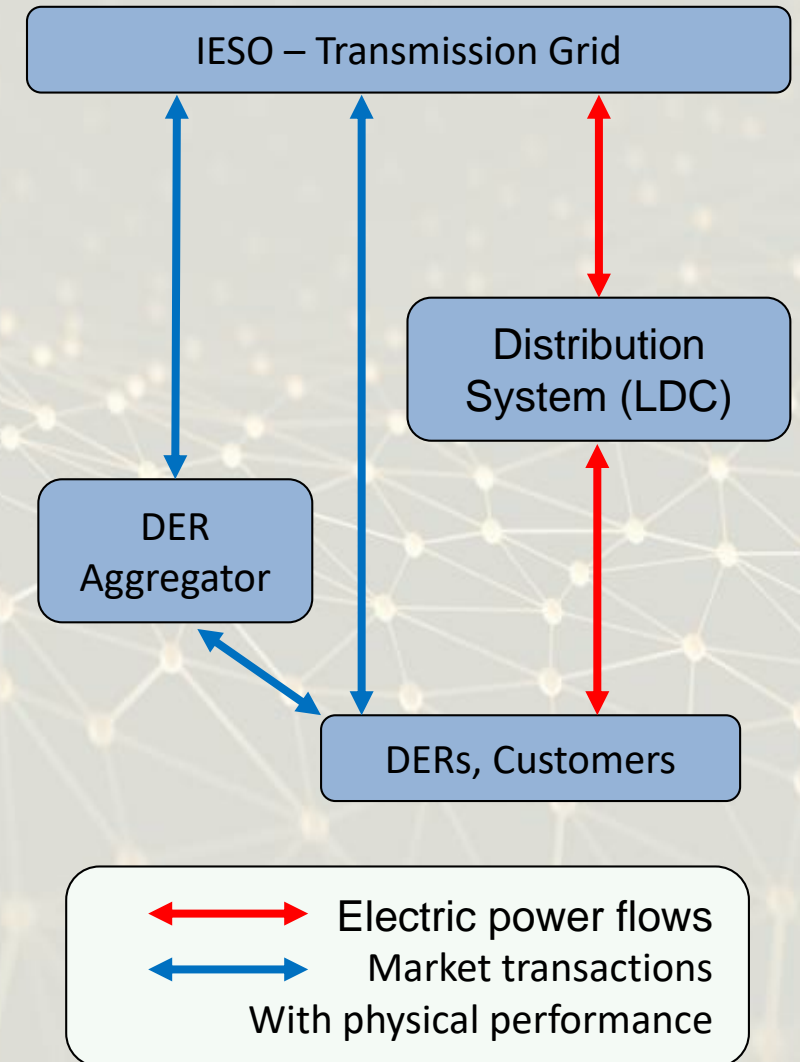 IESO – Transmission Grid
Distribution
System (LDC)
DER
Aggregator
DERs, Customers
Electric power flows
Market transactions
With physical performance